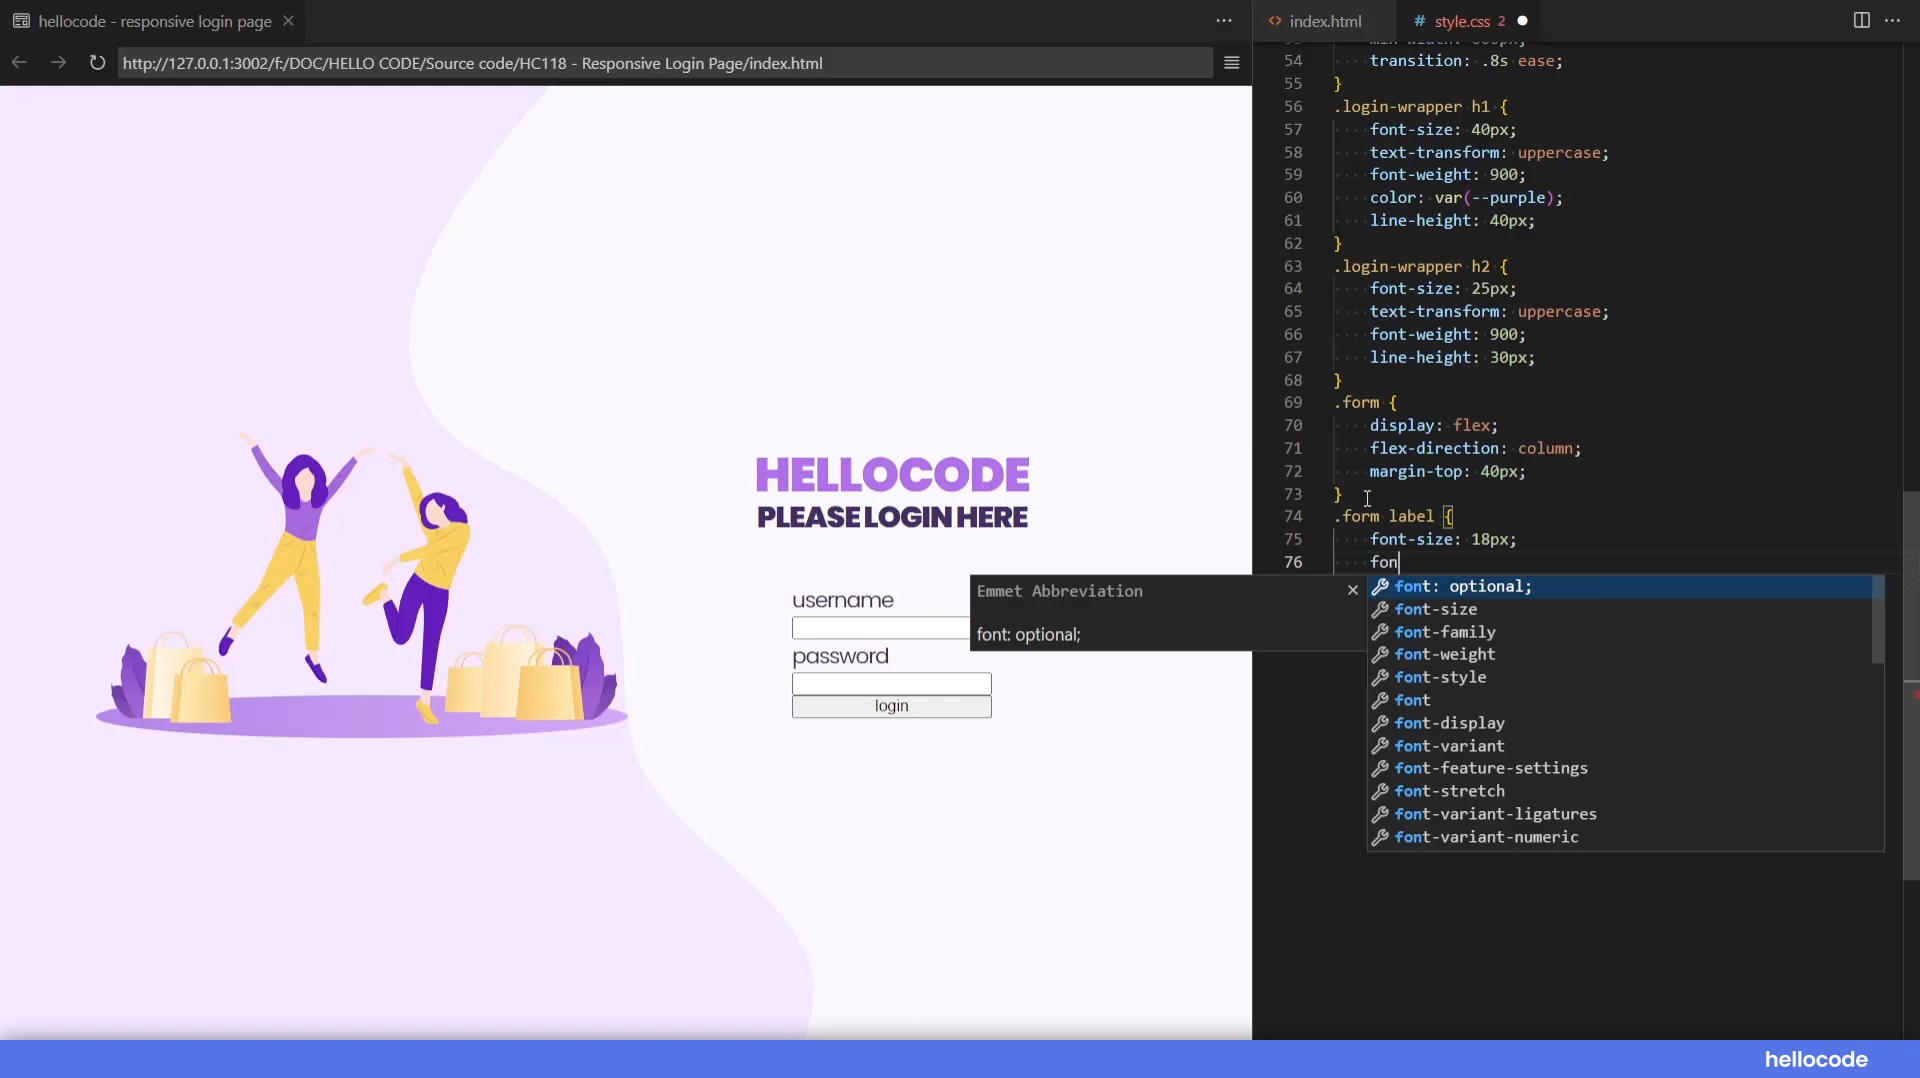 hellocode - responsive login page
http://127.0.0.1:3002/f:/DOC/HELLO CODE/Source code/HC118 - Responsive Login Page/index.html
HELLOCODE
PLEASE LOGIN HERE
username
password
login
index.html
# style.css 2
54 transition: .8s ease;
55 }
56 .login-wrapper h1 {
57 font-size: 40px;
58 text-transform: uppercase;
59 font-weight: 900;
60 color: var(--purple);
61 line-height: 40px;
62 }
63 .login-wrapper h2 {
64 font-size: 25px;
65 text-transform: uppercase;
66 font-weight: 900;
67 line-height: 30px;
68 }
69 .form {
70 display: flex;
71 flex-direction: column;
72 margin-top: 40px;
73 }
74 .form label {
75 font-size: 18px;
76 fon
Emmet Abbreviation
font: optional;
font: optional;
font-size
font-family
font-weight
font-style
font
font-display
font-variant
font-feature-settings
font-stretch
font-variant-ligatures
font-variant-numeric
hellocode